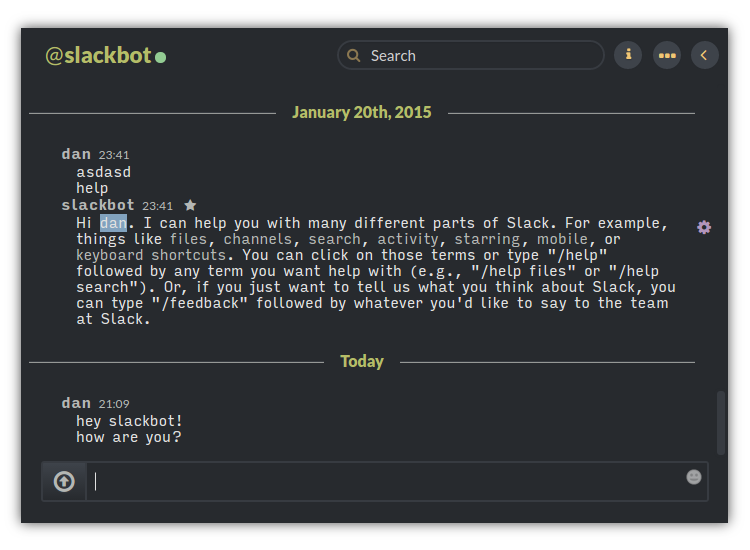 @slackbot
Search
January 20th, 2015
dan 23:41
asdasd
help
slackbot 23:41
Hi dan. I can help you with many different parts of Slack. For example,
things like files, channels, search, activity, starring, mobile, or
keyboard shortcuts. You can click on those terms or type "/help"
followed by any term you want help with (e.g., "/help files" or "/help
search"). Or, if you just want to tell us what you think about Slack, you
can type "/feedback" followed by whatever you'd like to say to the team
at Slack.
Today
dan 21:09
hey slackbot!
how are you?